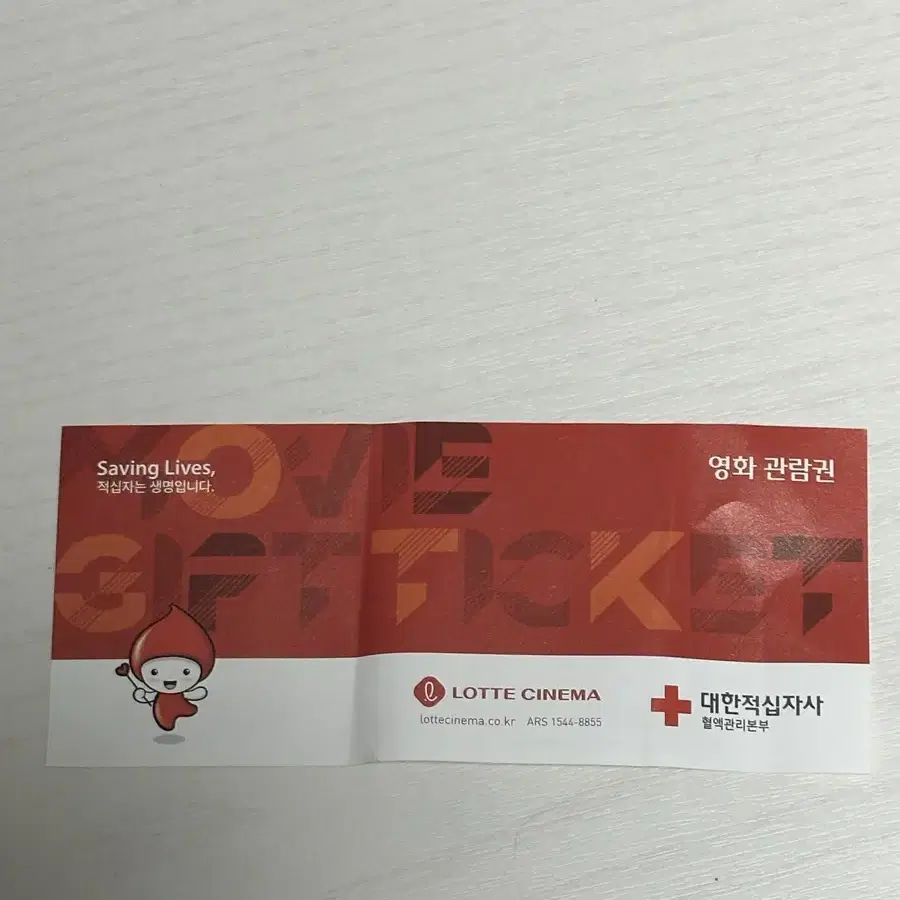 MOVIE
GIFT TICKET
Saving Lives,
적십자는 생명입니다.
영화 관람권
LOTTE CINEMA
lottecinema.co.kr ARS 1544-8855
대한적십자사
혈액관리본부